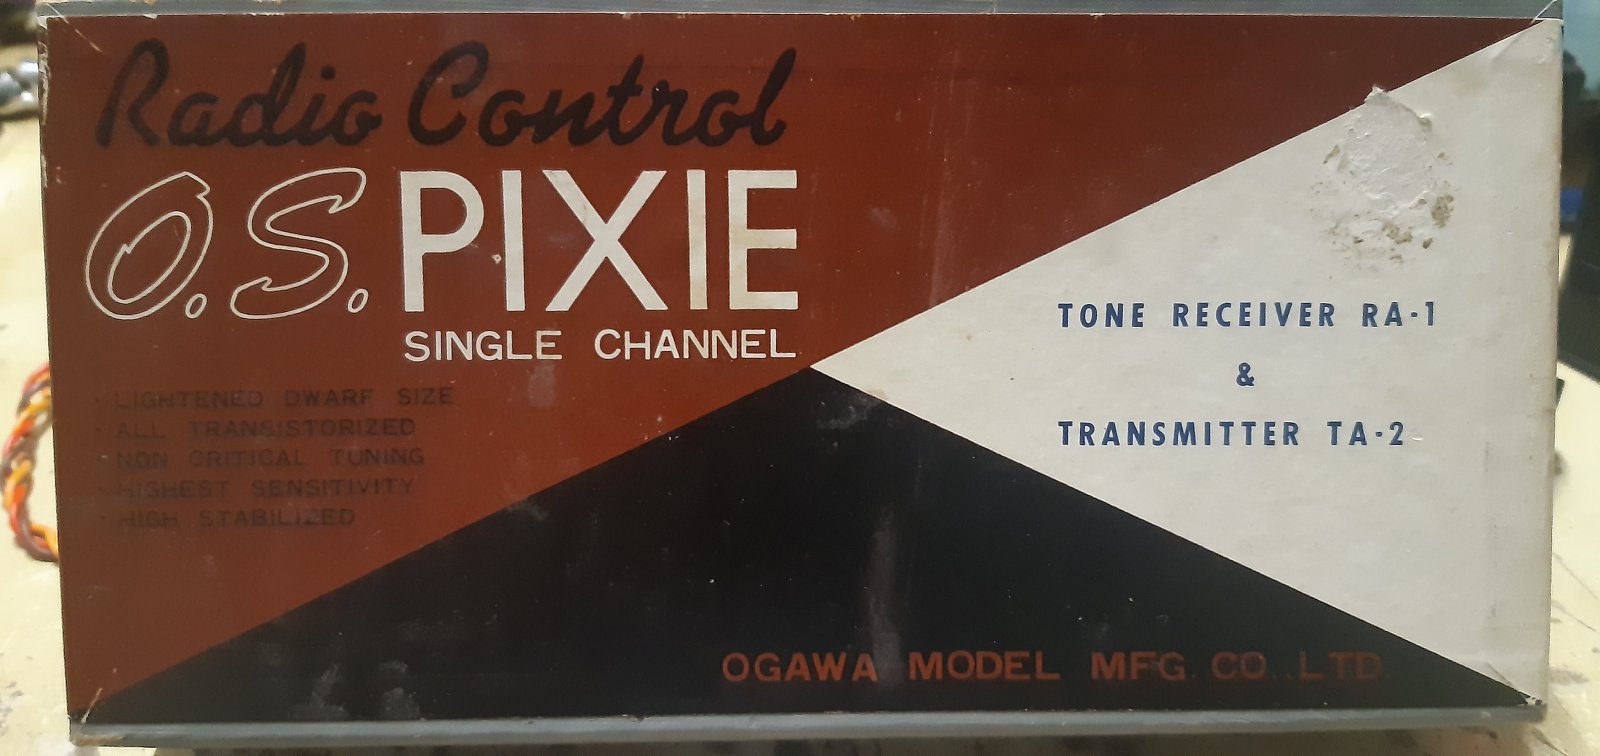 Radio Control
O.S. PIXIE
SINGLE CHANNEL
· LIGHTENED DWARF SIZE
· ALL TRANSISTORIZED
· NON CRITICAL TUNING
· HIGHEST SENSITIVITY
· HIGH STABILIZED
TONE RECEIVER RA-1
&
TRANSMITTER TA-2
OGAWA MODEL MFG. CO., LTD